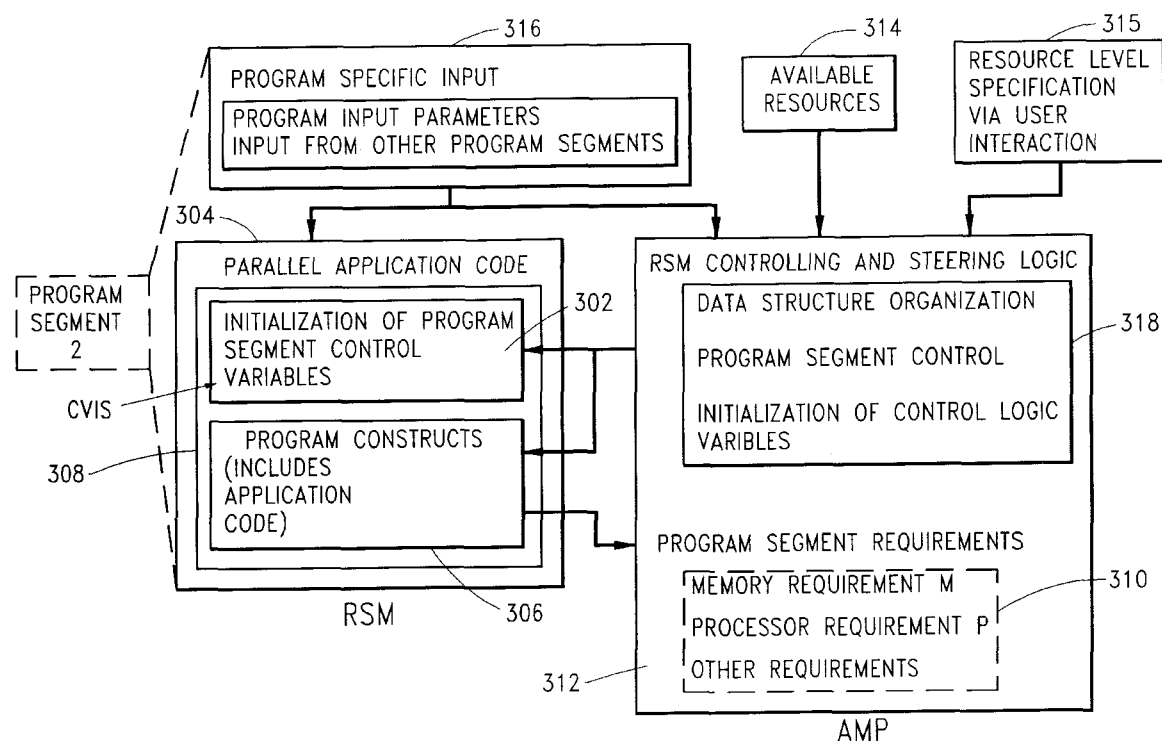 316
314
315
PROGRAM SPECIFIC INPUT
PROGRAM INPUT PARAMETERS
INPUT FROM OTHER PROGRAM SEGMENTS
AVAILABLE
RESOURCES
RESOURCE LEVEL
SPECIFICATION
VIA USER
INTERACTION
304
PROGRAM
SEGMENT
2
PARALLEL APPLICATION CODE
INITIALIZATION OF PROGRAM
SEGMENT CONTROL
VARIABLES
302
CVIS
308
PROGRAM CONSTRUCTS
(INCLUDES
APPLICATION
CODE)
306
RSM
RSM CONTROLLING AND STEERING LOGIC
DATA STRUCTURE ORGANIZATION
PROGRAM SEGMENT CONTROL
INITIALIZATION OF CONTROL LOGIC
VARIBLES
318
PROGRAM SEGMENT REQUIREMENTS
MEMORY REQUIREMENT M
PROCESSOR REQUIREMENT P
OTHER REQUIREMENTS
310
312
AMP